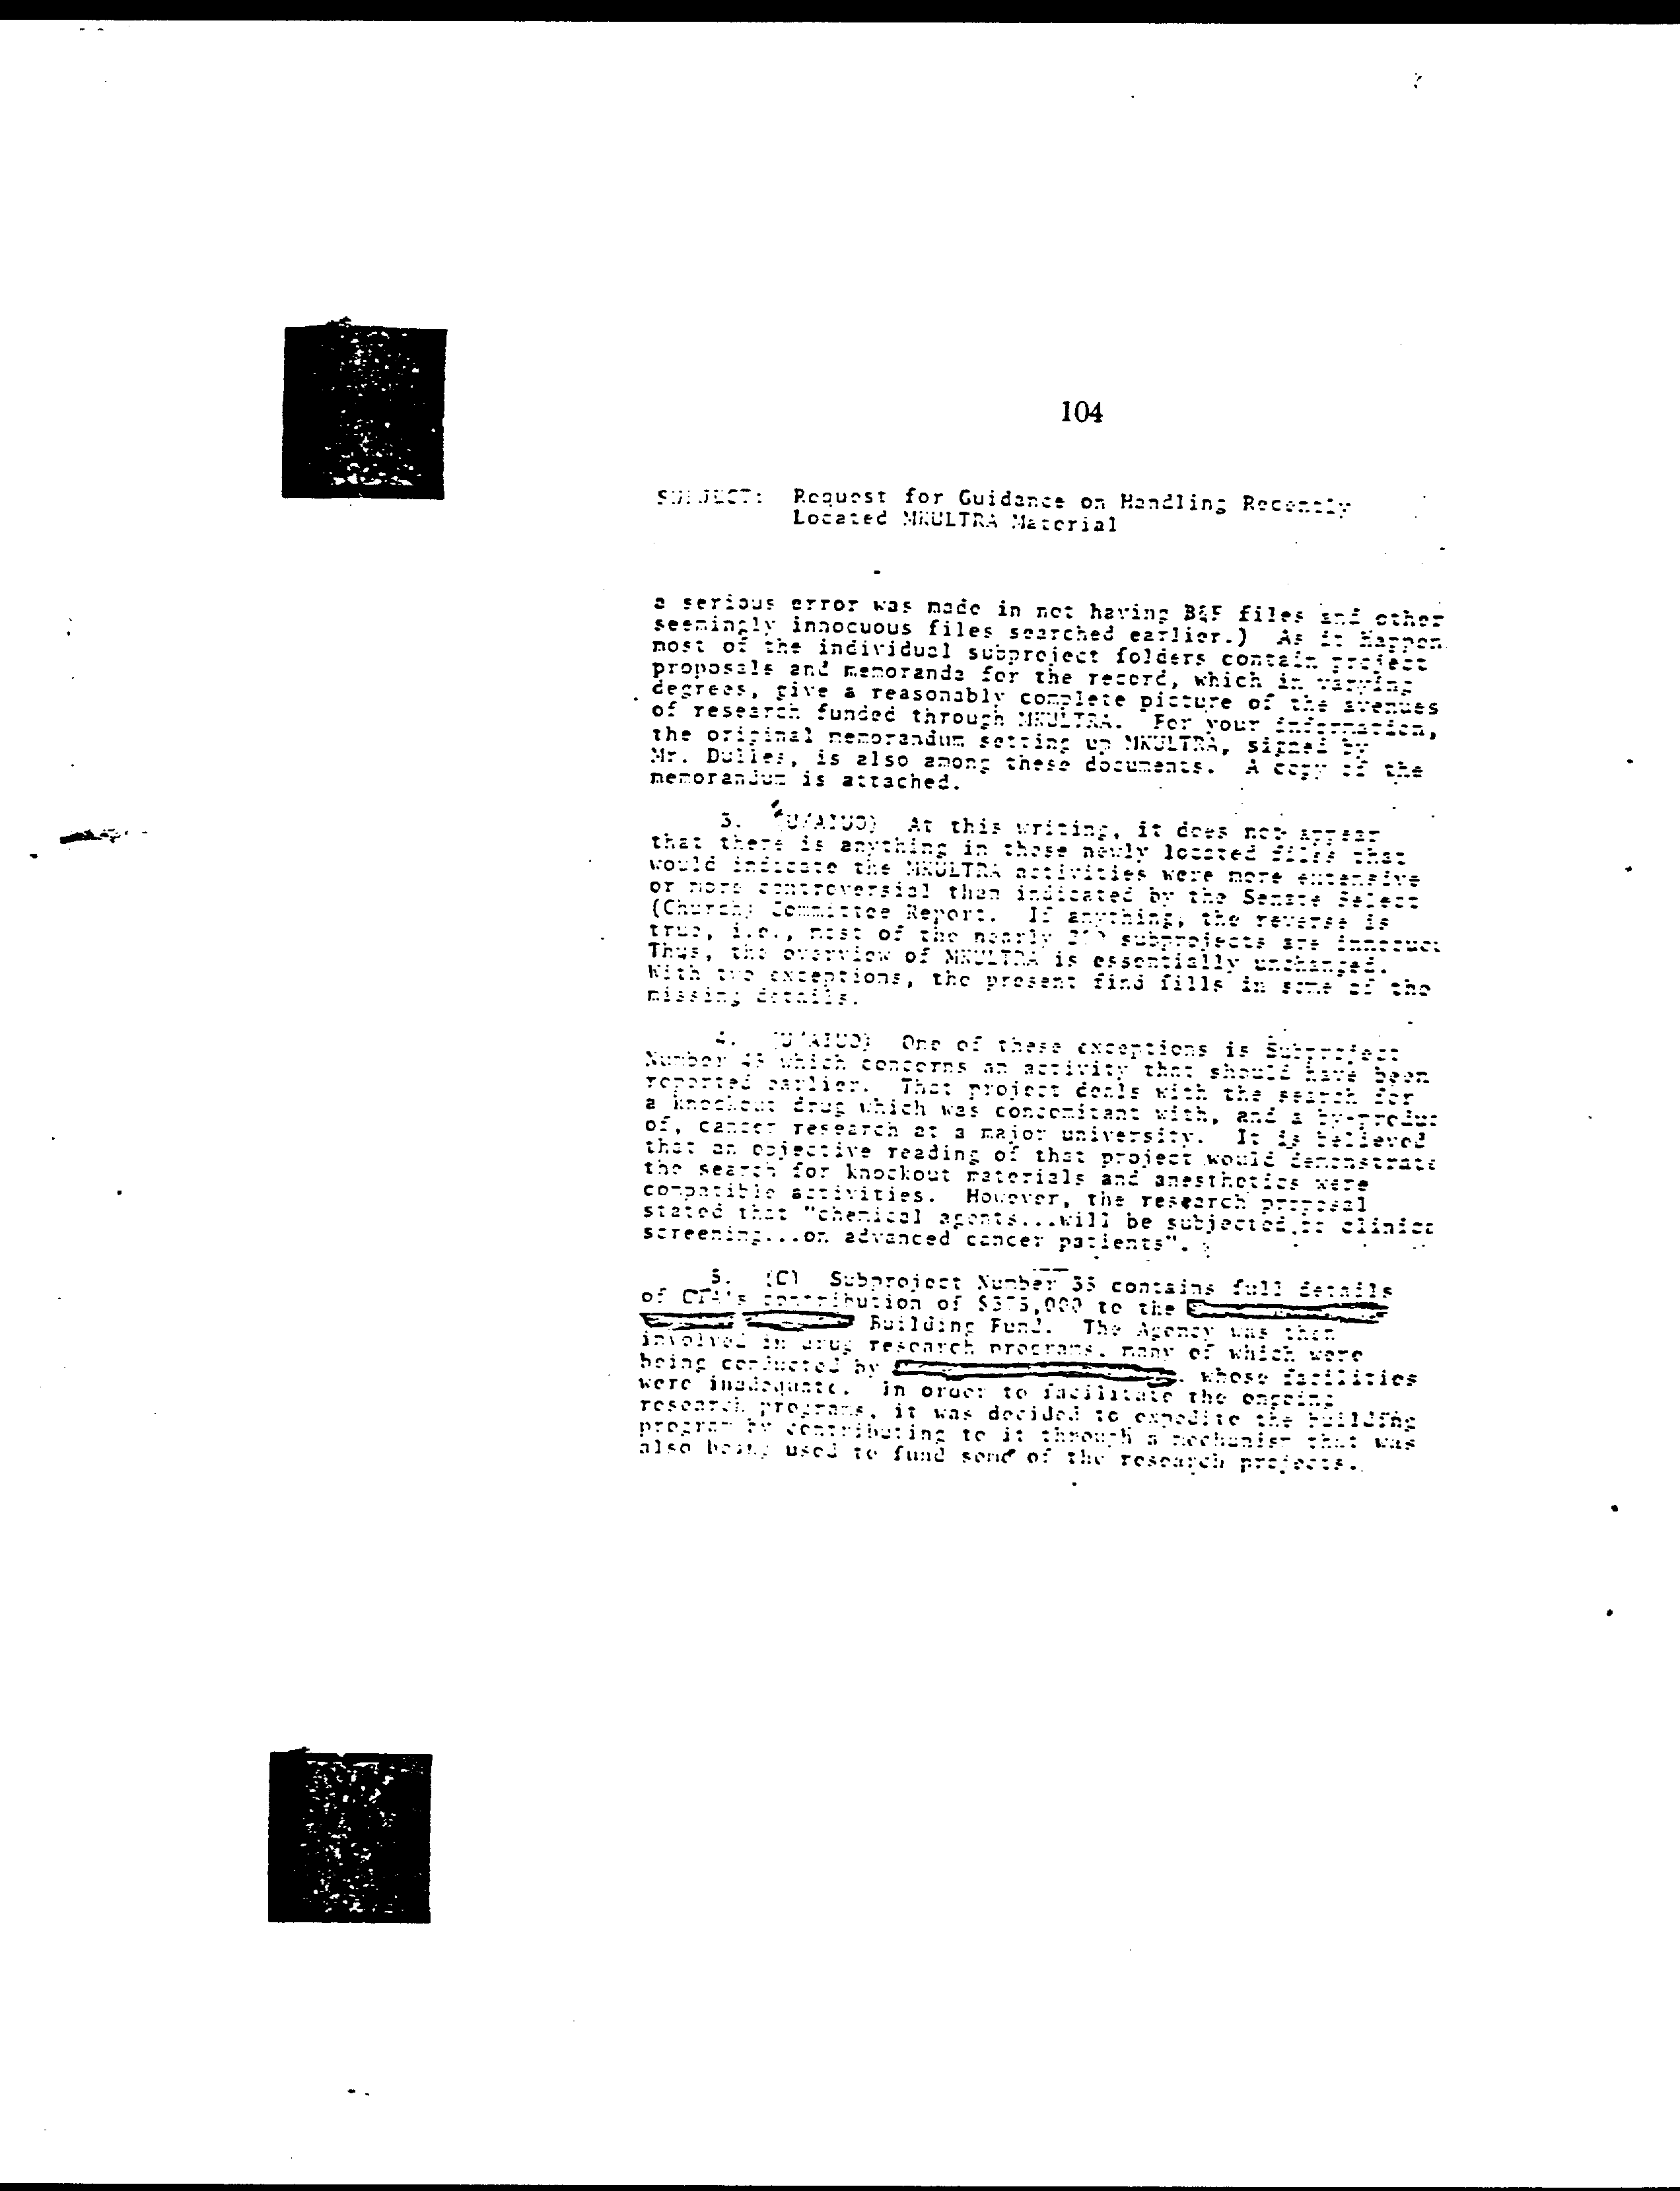 104
SUBJECT: Request for Guidance on Handling Recently
Located MKULTRA Material
a serious error was made in not having B&F files and other
seemingly innocuous files searched earlier.) As it happen
most of the individual subproject folders contain project
proposals and memoranda for the record, which in varying
degrees, give a reasonably complete picture of the avenues
of research funded through MKULTRA. For your information,
the original memorandum setting up MKULTRA, signed by
Mr. Dulles, is also among these documents. A copy of the
memorandum is attached.
3. (U/AIUO) At this writing, it does not appear
that there is anything in these newly located files that
would indicate the MKULTRA activities were more extensive
or more controversial than indicated by the Senate Select
(Church) Committee Report. If anything, the reverse is
true, i.e., most of the nearly subprojects are innocuou
Thus, the overview of MKULTRA is essentially unchanged.
With two exceptions, the present find fills in some of the
missing details.
4. (U/AIUO) One of these exceptions is Subproject
Number 45 which concerns an activity that should have been
reported earlier. That project deals with the search for
a knockout drug which was concomitant with, and a by-produc
of, cancer research at a major university. It is believed
that an objective reading of that project would demonstrate
the search for knockout materials and anesthetics were
compatible activities. However, the research proposal
stated that "chemical agents...will be subjected to clinica
screening...on advanced cancer patients".
5. (C) Subproject Number 35 contains full details
of CIA's contribution of $375,000 to the
Building Fund. The Agency was then
involved in drug research programs, many of which were
being conducted by , whose facilities
were inadequate. In order to facilitate the ongoing
research programs, it was decided to expedite the building
program by contributing to it through a mechanism that was
also being used to fund some of the research projects.